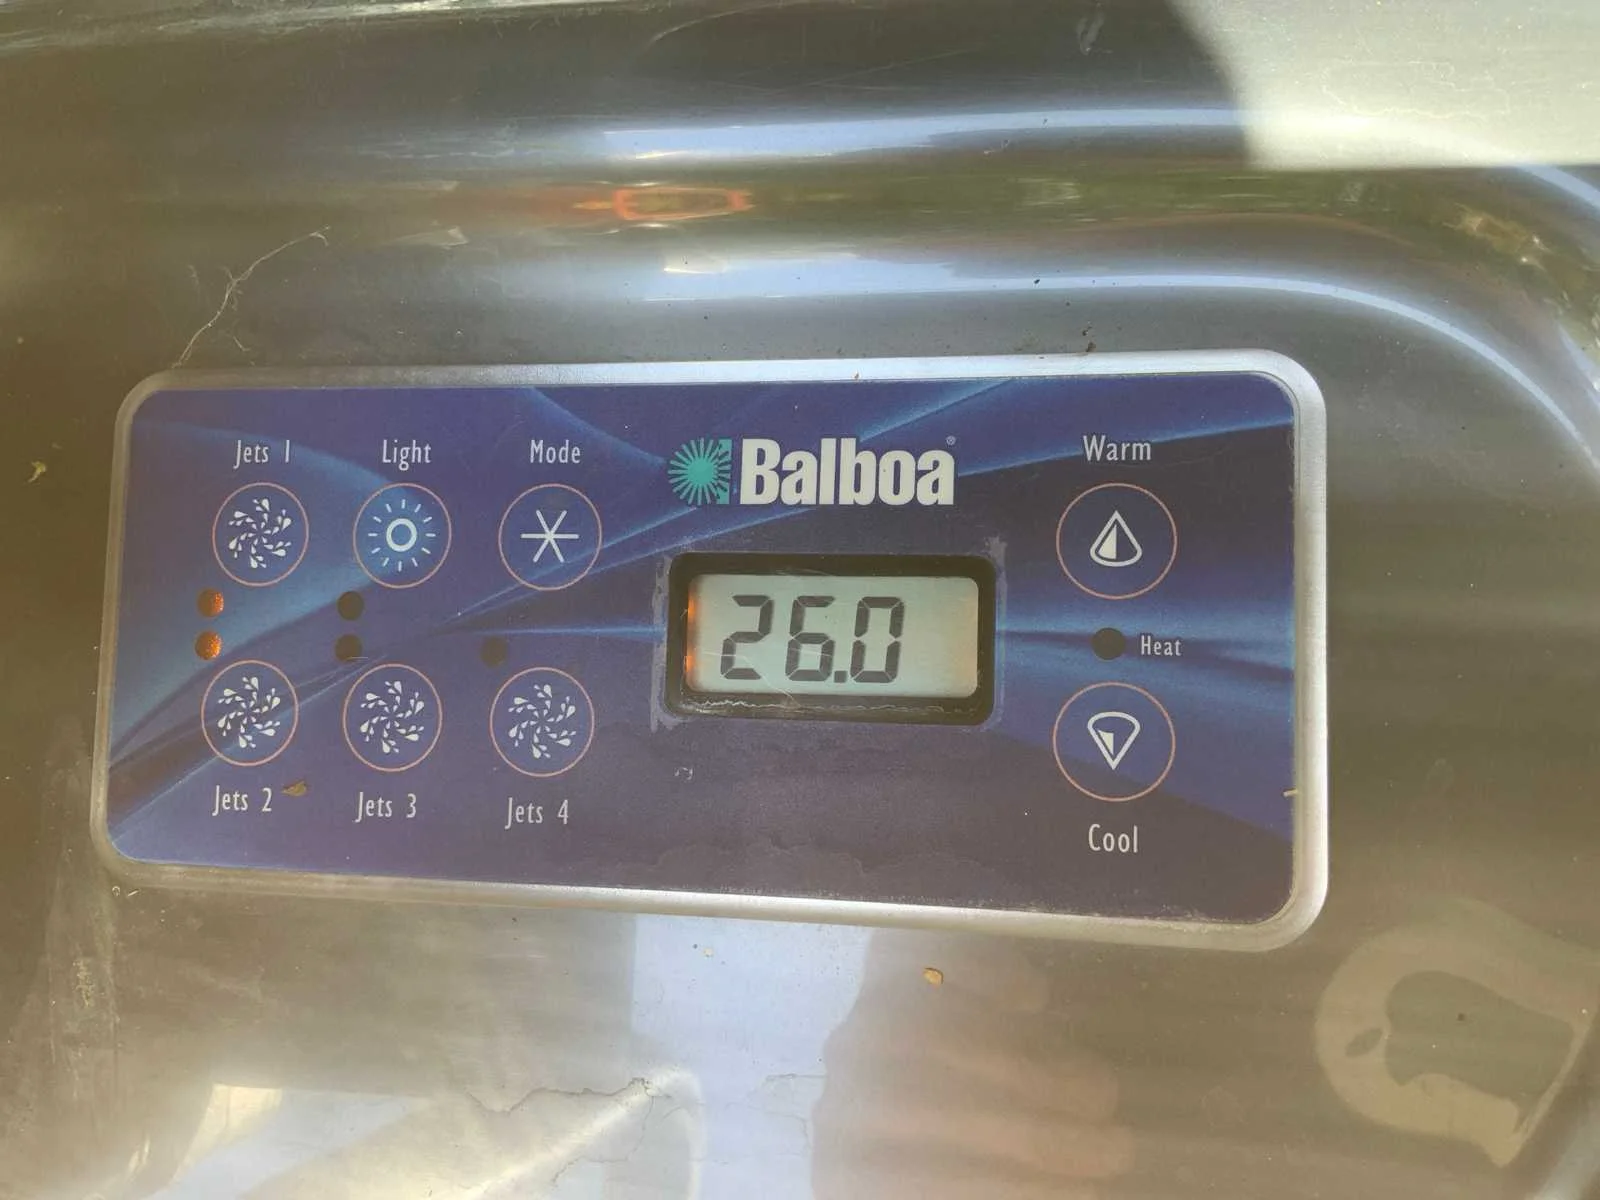 Jets 1
Light
Mode
Balboa®
Warm
26.0
Heat
Jets 2
Jets 3
Jets 4
Cool